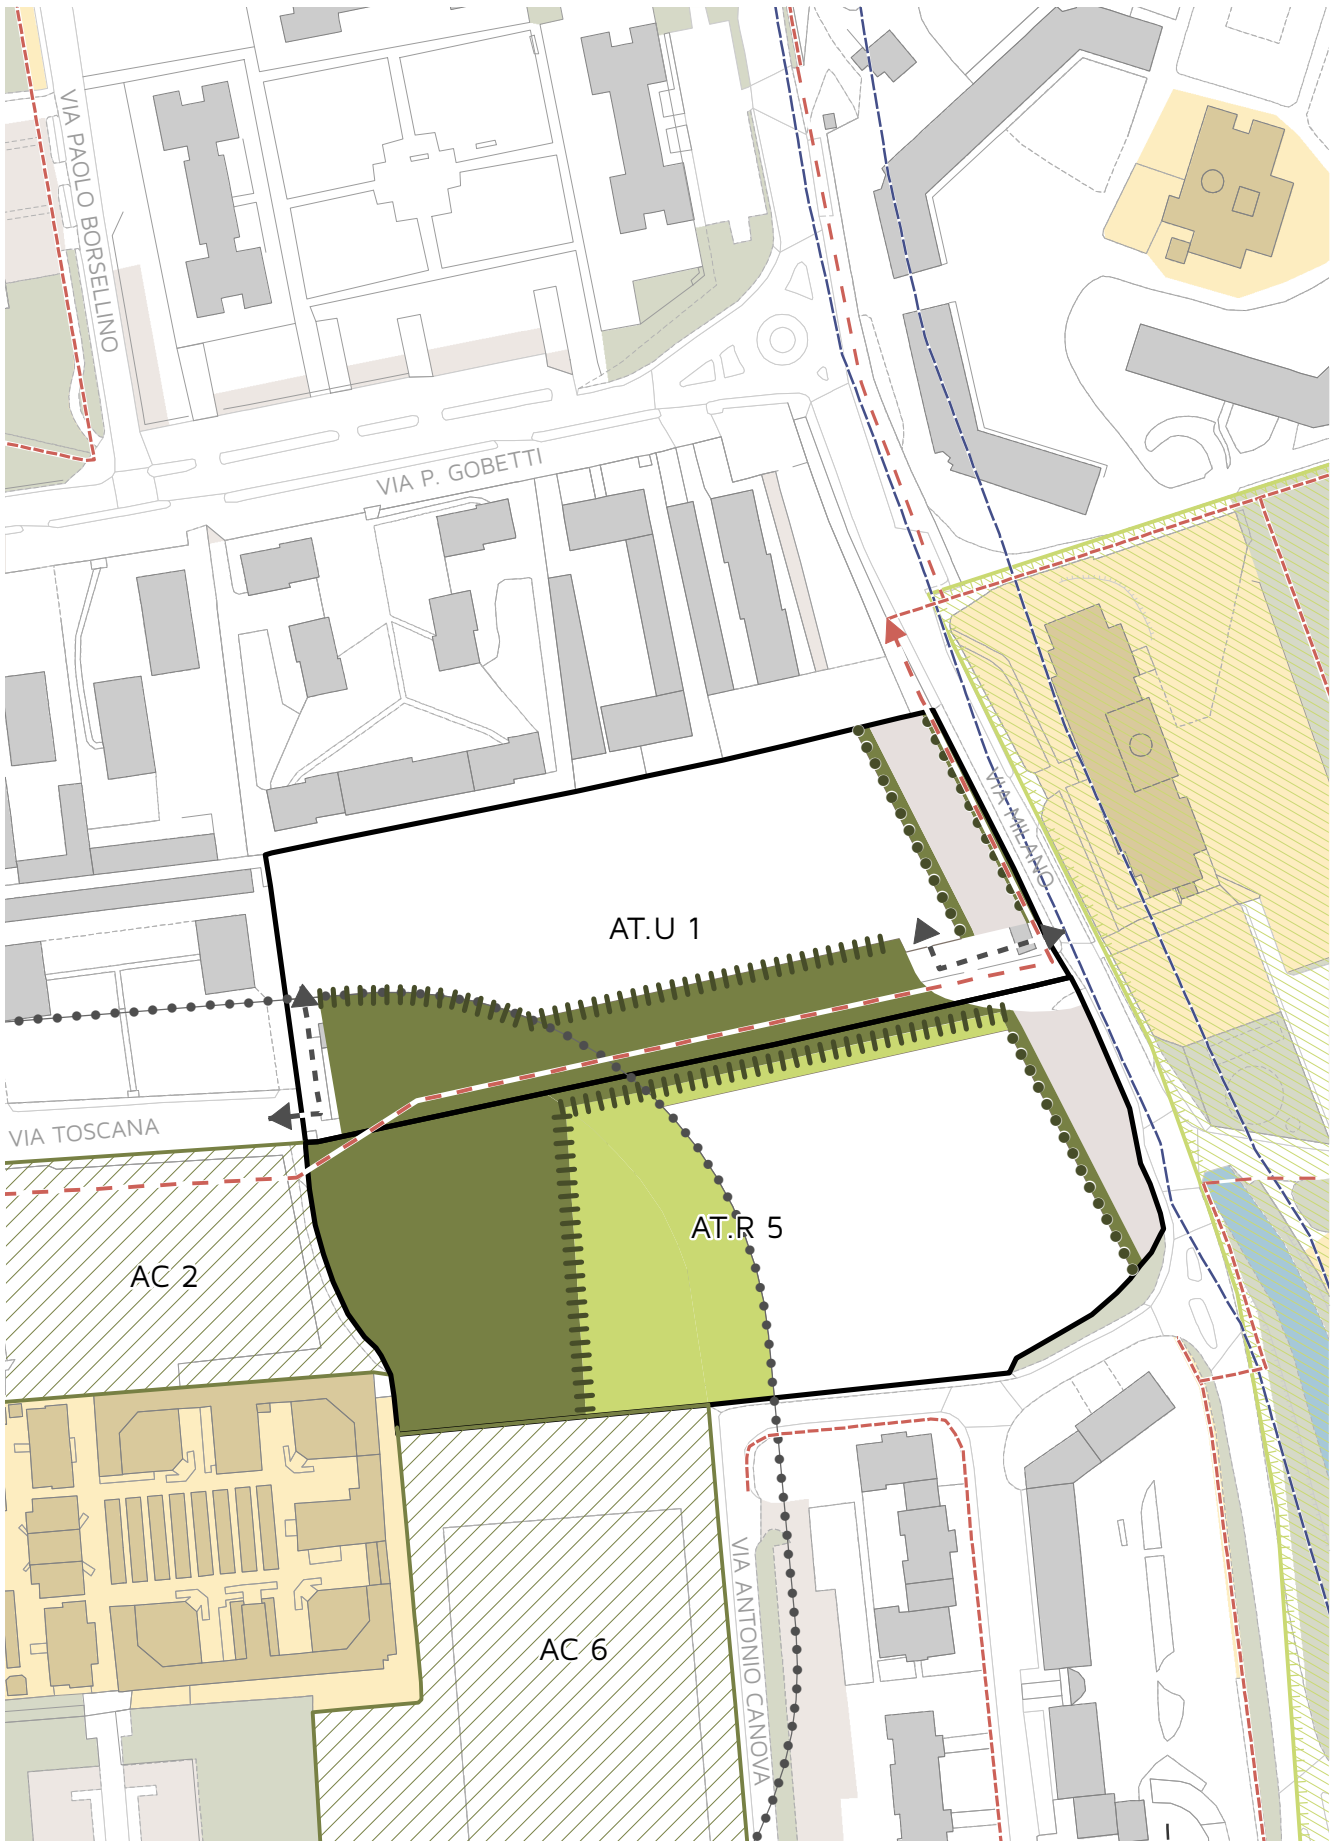 VIA PAOLO BORSELLINO
VIA P. GOBETTI
VIA MILANO
AT.U 1
VIA TOSCANA
AT.R 5
AC 2
VIA ANTONIO CANOVA
AC 6